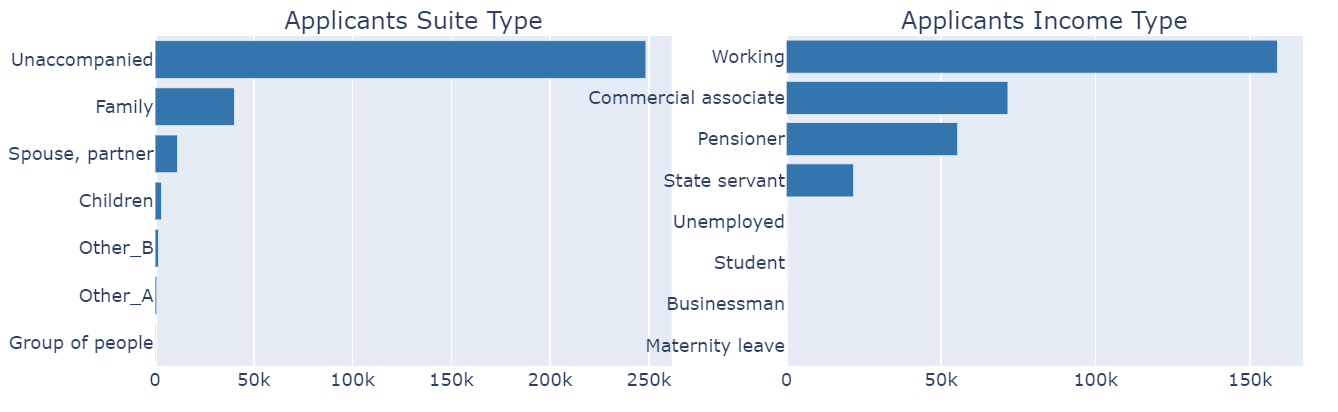 Applicants Suite Type
Unaccompanied
Family
Spouse, partner
Children
Other_B
Other_A
Group of people
0 50k 100k 150k 200k 250k
Applicants Income Type
Working
Commercial associate
Pensioner
State servant
Unemployed
Student
Businessman
Maternity leave
0 50k 100k 150k